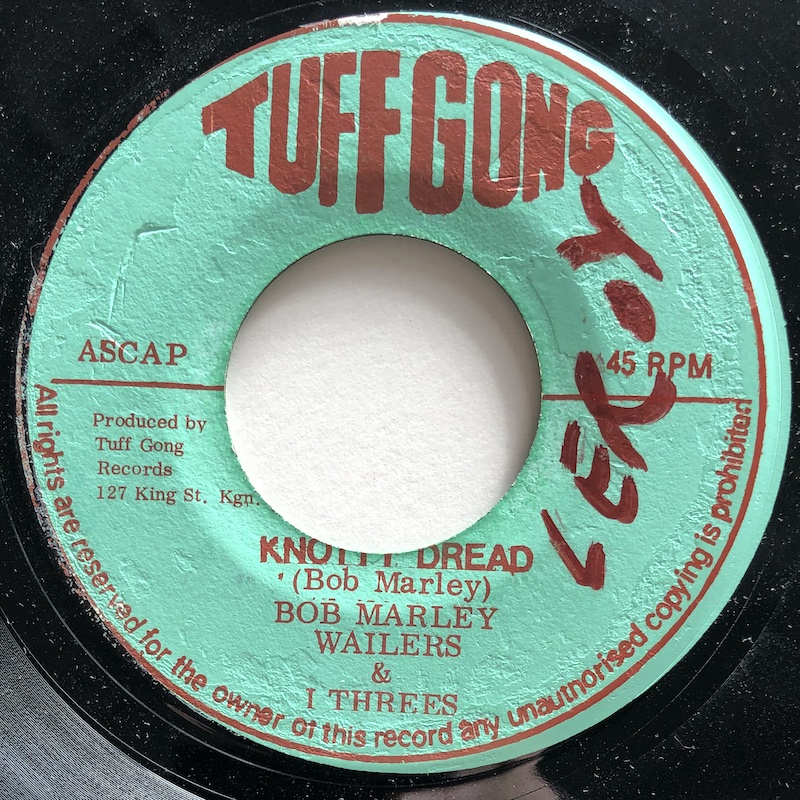 TUFF GONG
LEROY
ASCAP
45 RPM
Produced by
Tuff Gong
Records
127 King St. Kgn.
KNOTTY DREAD
(Bob Marley)
BOB MARLEY
WAILERS
&
I THREES
All rights are reserved for the owner of this record any unauthorised copying is prohibited